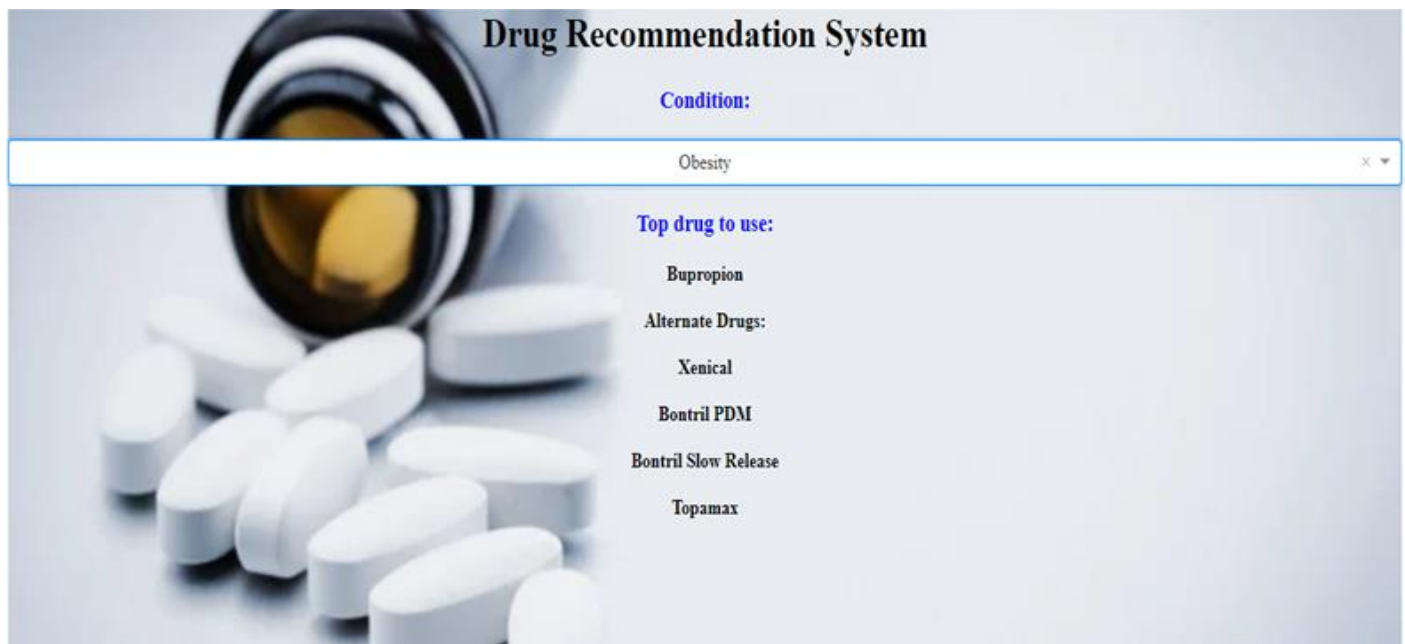 Drug Recommendation System
Condition:
Obesity
Top drug to use:
Bupropion
Alternate Drugs:
Xenical
Bontril PDM
Bontril Slow Release
Topamax